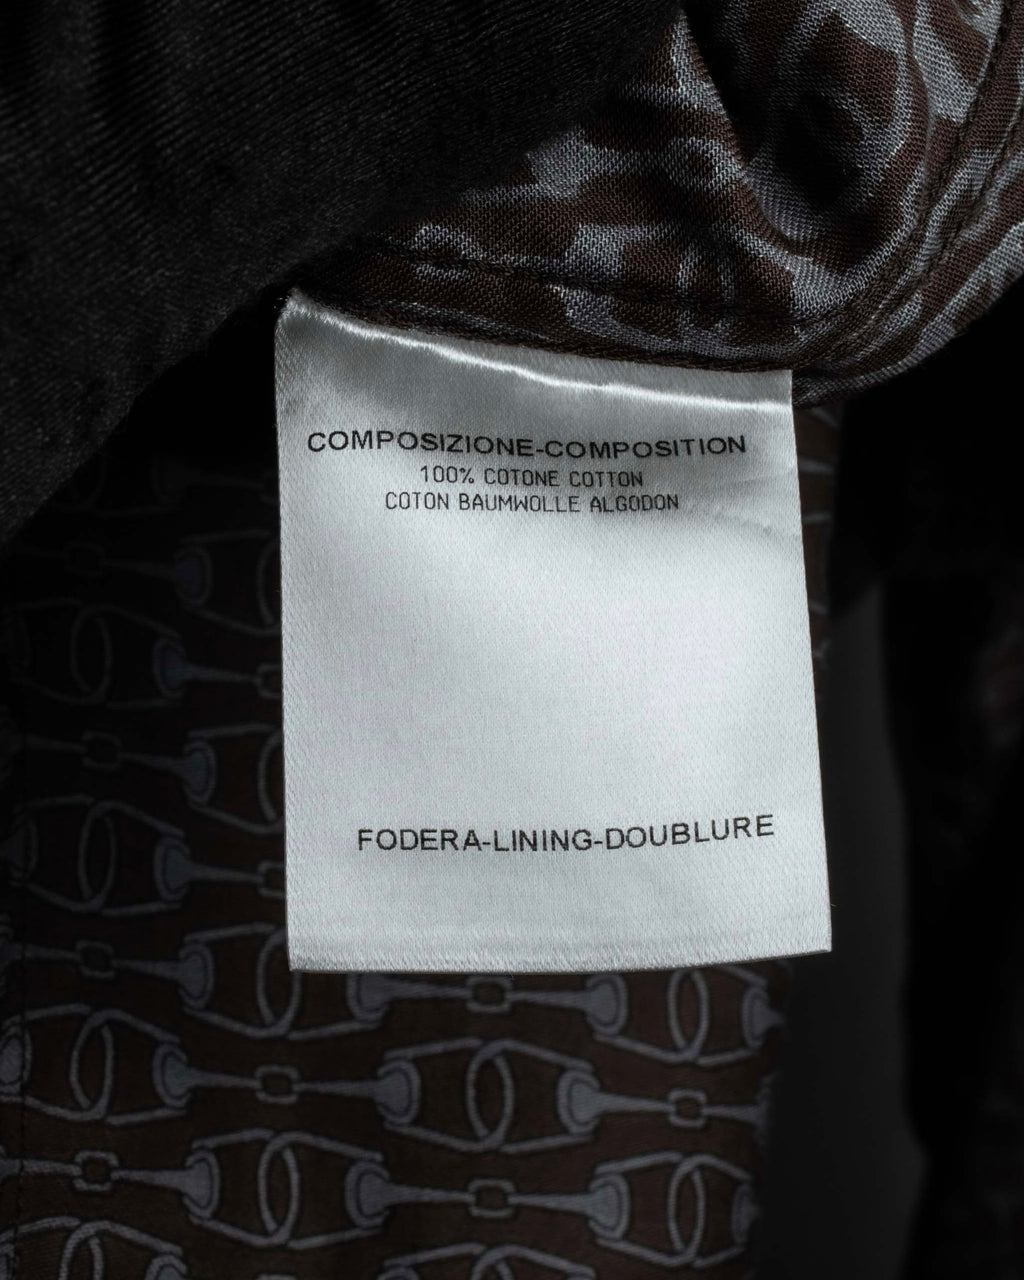 COMPOSIZIONE-COMPOSITION
100% COTONE COTTON
COTON BAUMWOLLE ALGODON
FODERA-LINING-DOUBLURE